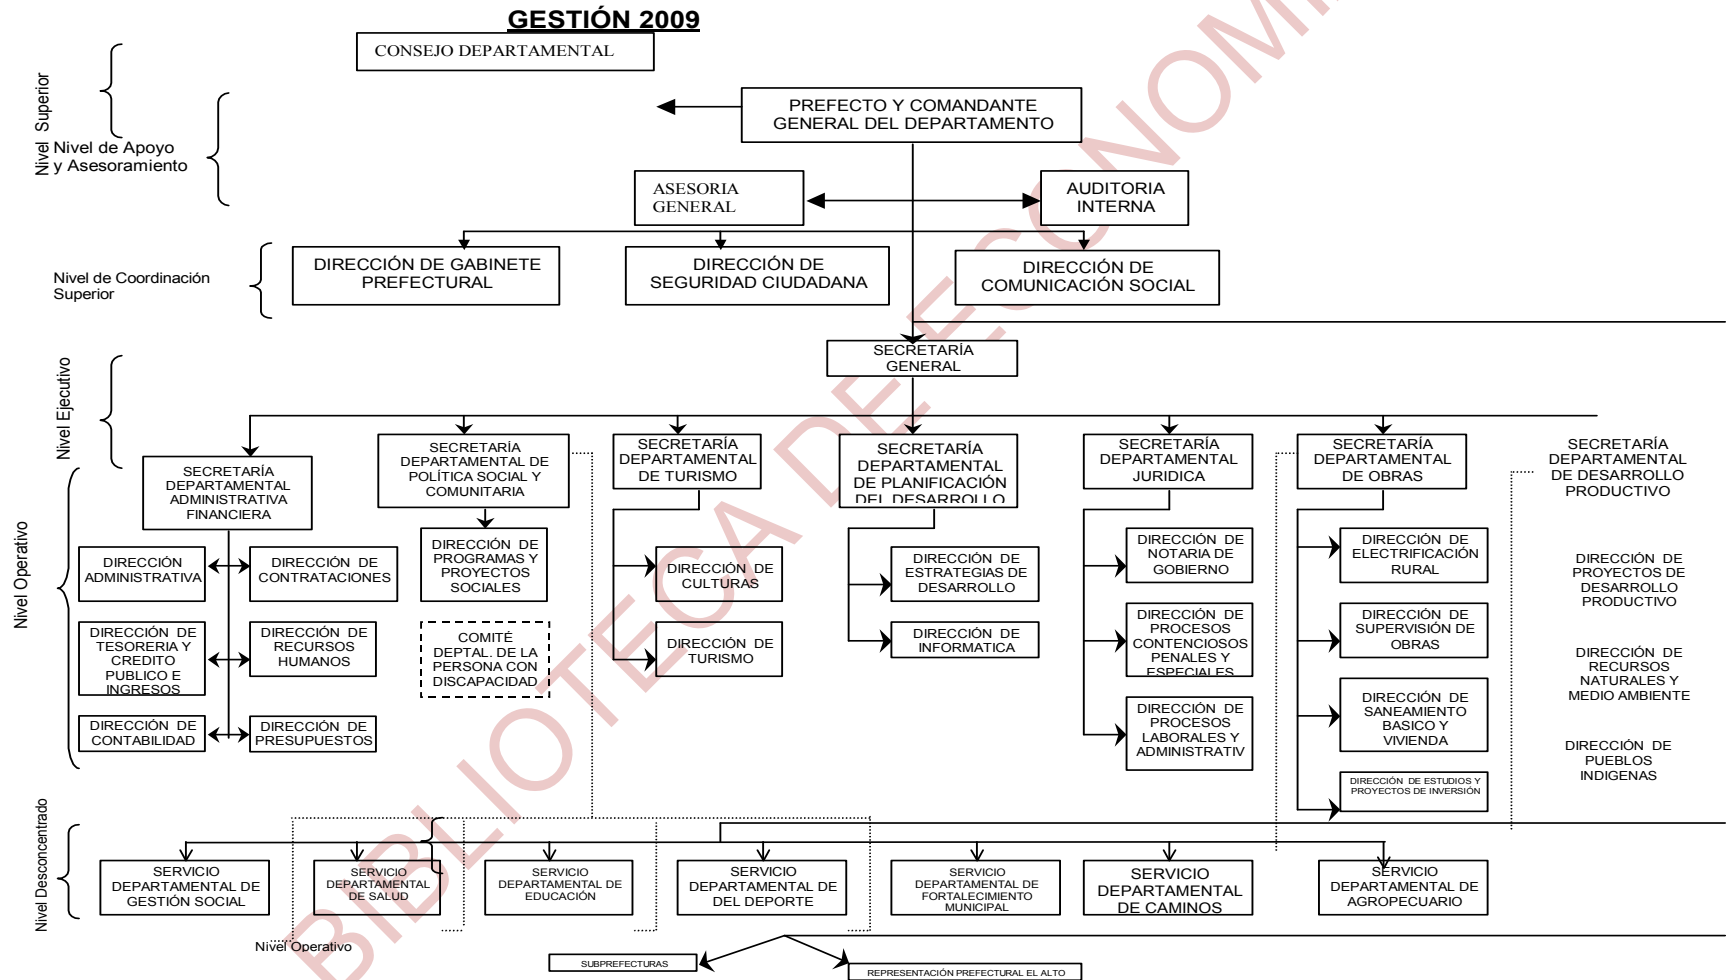 GESTIÓN 2009
CONSEJO DEPARTAMENTAL
Nivel Superior
PREFECTO Y COMANDANTE
GENERAL DEL DEPARTAMENTO
Nivel de Apoyo
y Asesoramiento
ASESORIA
GENERAL
AUDITORIA
INTERNA
Nivel de Coordinación
Superior
DIRECCIÓN DE GABINETE
PREFECTURAL
DIRECCIÓN DE
SEGURIDAD CIUDADANA
DIRECCIÓN DE
COMUNICACIÓN SOCIAL
SECRETARÍA
GENERAL
Nivel Ejecutivo
SECRETARÍA
DEPARTAMENTAL
ADMINISTRATIVA
FINANCIERA
SECRETARÍA
DEPARTAMENTAL DE
POLÍTICA SOCIAL Y
COMUNITARIA
SECRETARÍA
DEPARTAMENTAL
DE TURISMO
SECRETARÍA
DEPARTAMENTAL
DE PLANIFICACIÓN
DEL DESARROLLO
SECRETARÍA
DEPARTAMENTAL
JURIDICA
SECRETARÍA
DEPARTAMENTAL
DE OBRAS
SECRETARÍA
DEPARTAMENTAL
DE DESARROLLO
PRODUCTIVO
Nivel Operativo
DIRECCIÓN
ADMINISTRATIVA
DIRECCIÓN DE
CONTRATACIONES
DIRECCIÓN DE
TESORERIA Y
CREDITO
PUBLICO E
INGRESOS
DIRECCIÓN DE
RECURSOS
HUMANOS
DIRECCIÓN DE
CONTABILIDAD
DIRECCIÓN DE
PRESUPUESTOS
DIRECCIÓN DE
PROGRAMAS Y
PROYECTOS
SOCIALES
COMITÉ
DEPTAL. DE LA
PERSONA CON
DISCAPACIDAD
DIRECCIÓN DE
CULTURAS
DIRECCIÓN DE
TURISMO
DIRECCIÓN DE
ESTRATEGIAS DE
DESARROLLO
DIRECCIÓN DE
INFORMATICA
DIRECCIÓN DE
NOTARIA DE
GOBIERNO
DIRECCIÓN DE
PROCESOS
CONTENCIOSOS
PENALES Y
ESPECIALES
DIRECCIÓN DE
PROCESOS
LABORALES Y
ADMINISTRATIV
DIRECCIÓN DE
ELECTRIFICACIÓN
RURAL
DIRECCIÓN DE
SUPERVISIÓN DE
OBRAS
DIRECCIÓN DE
SANEAMIENTO
BASICO Y
VIVIENDA
DIRECCIÓN DE ESTUDIOS Y
PROYECTOS DE INVERSIÓN
DIRECCIÓN DE
PROYECTOS DE
DESARROLLO
PRODUCTIVO
DIRECCIÓN DE
RECURSOS
NATURALES Y
MEDIO AMBIENTE
DIRECCIÓN DE
PUEBLOS
INDIGENAS
Nivel Desconcentrado
SERVICIO
DEPARTAMENTAL DE
GESTIÓN SOCIAL
SERVICIO
DEPARTAMENTAL
DE SALUD
SERVICIO
DEPARTAMENTAL DE
EDUCACIÓN
SERVICIO
DEPARTAMENTAL DE
DEL DEPORTE
SERVICIO
DEPARTAMENTAL DE
FORTALECIMIENTO
MUNICIPAL
SERVICIO
DEPARTAMENTAL
DE CAMINOS
SERVICIO
DEPARTAMENTAL DE
AGROPECUARIO
Nivel Operativo
SUBPREFECTURAS
REPRESENTACIÓN PREFECTURAL EL ALTO
BIBLIOTECA DE ECONOMI